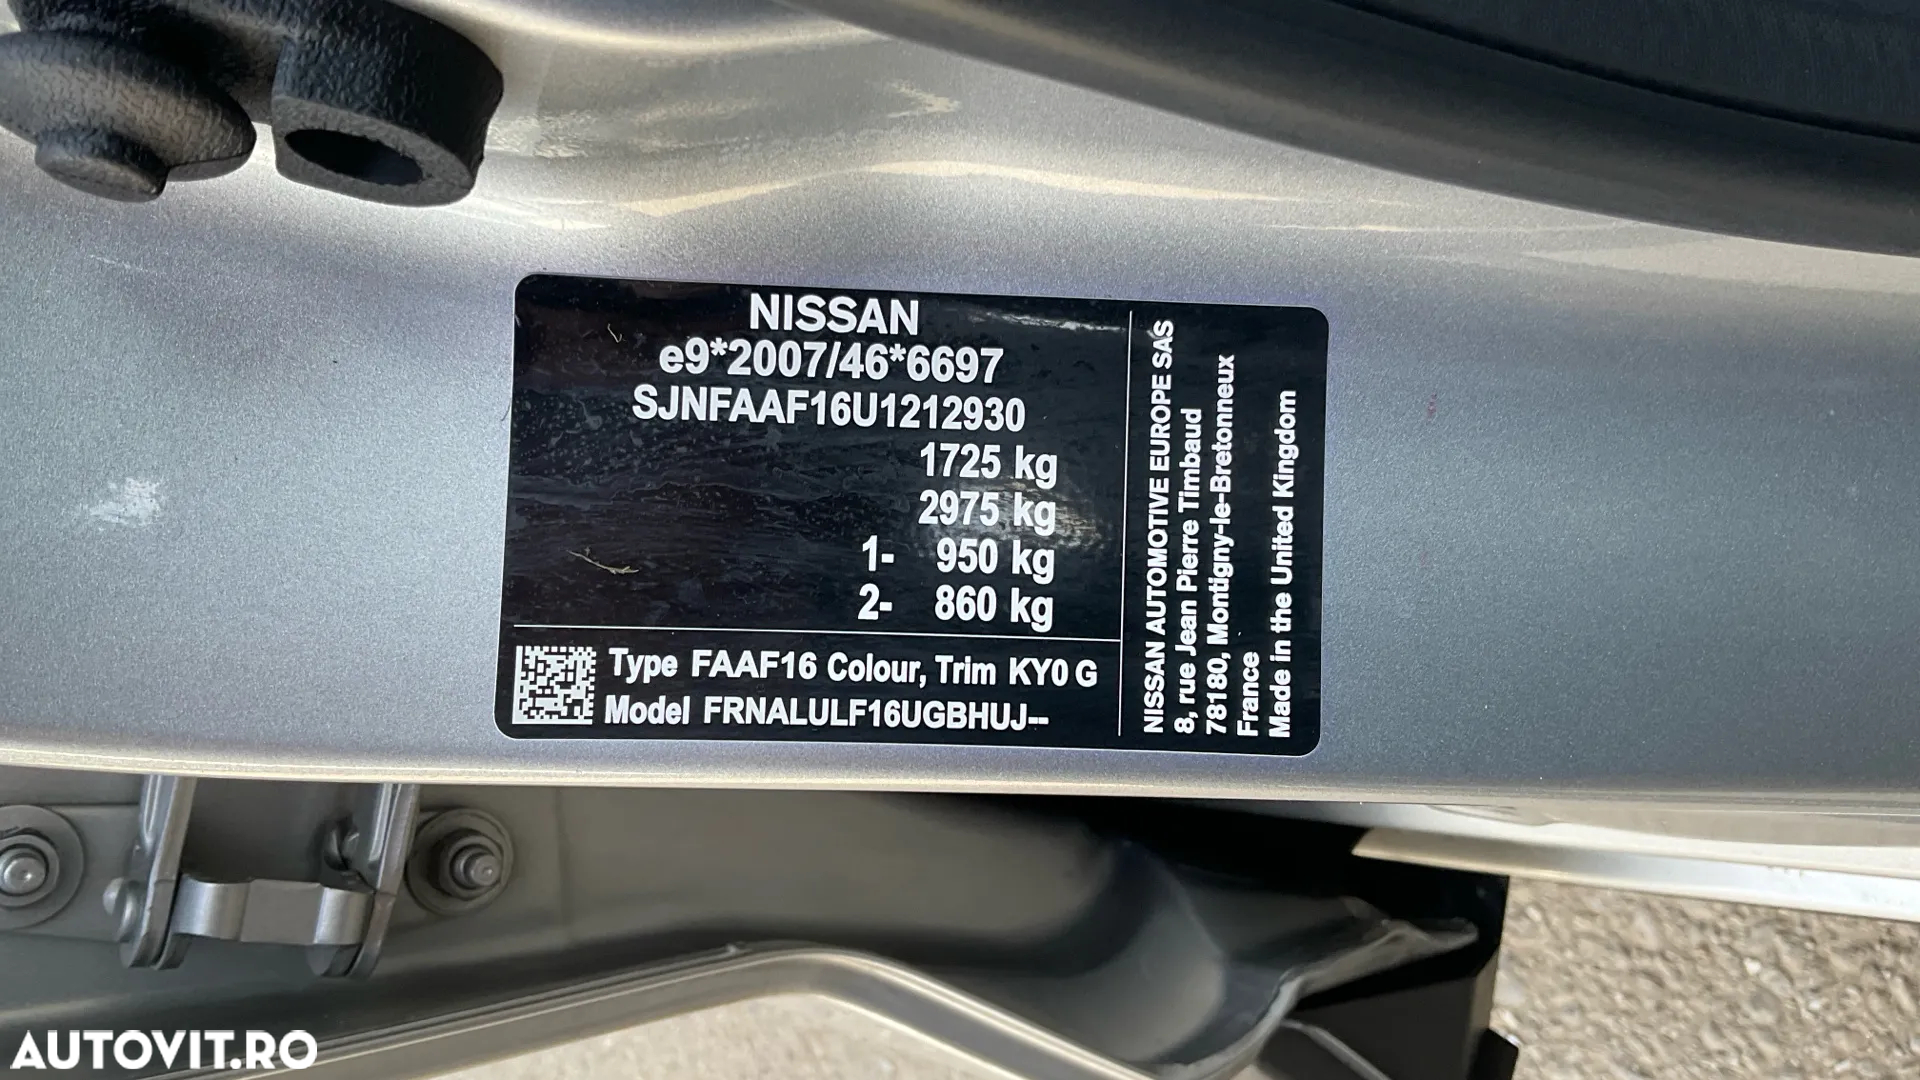 NISSAN
e9*2007/46*6697
SJNFAAF16U1212930
1725 kg
2975 kg
1- 950 kg
2- 860 kg
Type FAAF16 Colour, Trim KY0 G
Model FRNALULF16UGBHUJ--
NISSAN AUTOMOTIVE EUROPE SAS
8, rue Jean Pierre Timbaud
78180, Montigny-le-Bretonneux
France
Made in the United Kingdom
AUTOVIT.RO